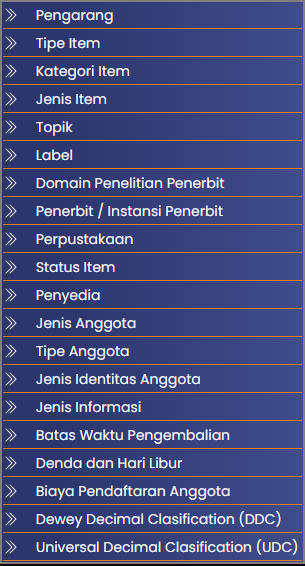 Pengarang
Tipe Item
Kategori Item
Jenis Item
Topik
Label
Domain Penelitian Penerbit
Penerbit / Instansi Penerbit
Perpustakaan
Status Item
Penyedia
Jenis Anggota
Tipe Anggota
Jenis Identitas Anggota
Jenis Informasi
Batas Waktu Pengembalian
Denda dan Hari Libur
Biaya Pendaftaran Anggota
Dewey Decimal Clasification (DDC)
Universal Decimal Clasification (UDC)